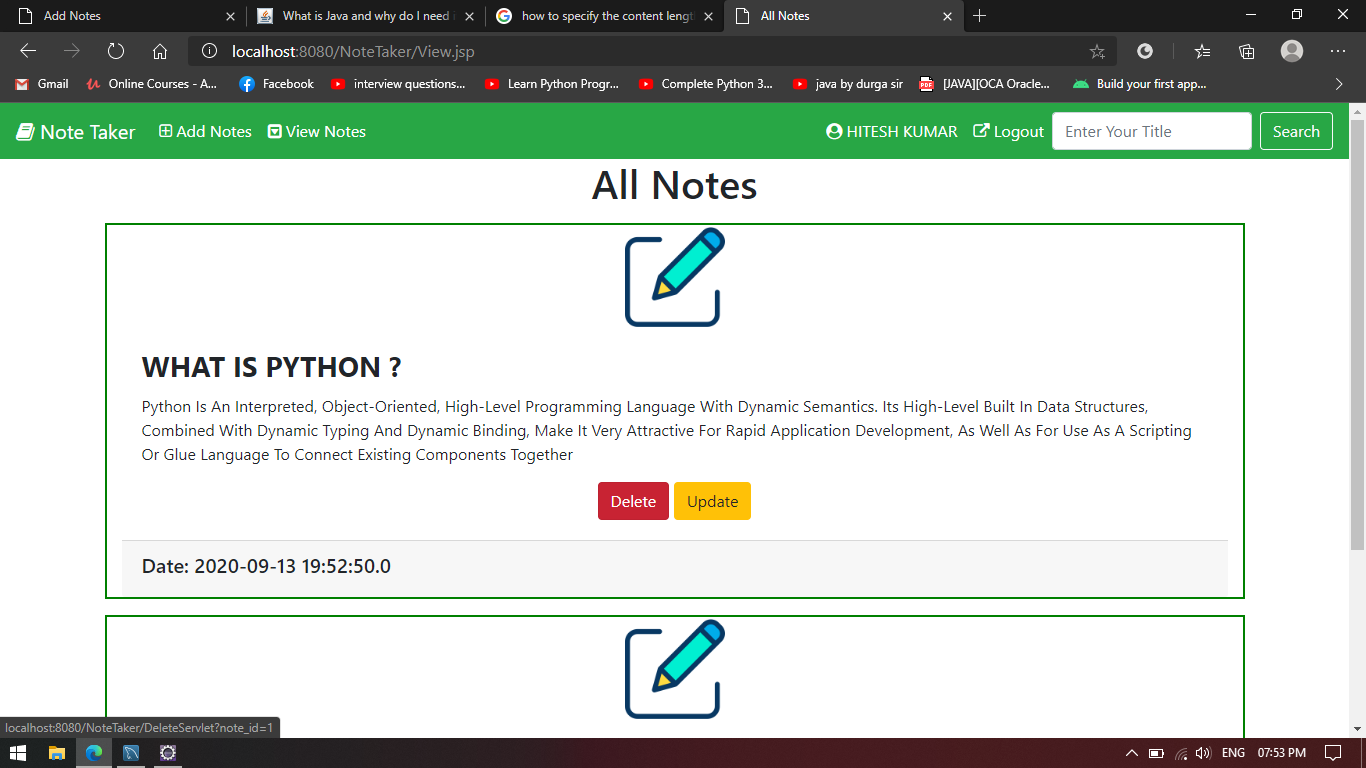 Add Notes
What is Java and why do I need
how to specify the content lengt
All Notes
localhost:8080/NoteTaker/View.jsp
Gmail
Online Courses - A...
Facebook
interview questions...
Learn Python Progr...
Complete Python 3...
java by durga sir
PDF
[JAVA][OCA Oracle...
Build your first app...
Note Taker
Add Notes
View Notes
HITESH KUMAR
Logout
Enter Your Title
Search
All Notes
WHAT IS PYTHON ?
Python Is An Interpreted, Object-Oriented, High-Level Programming Language With Dynamic Semantics. Its High-Level Built In Data Structures,
Combined With Dynamic Typing And Dynamic Binding, Make It Very Attractive For Rapid Application Development, As Well As For Use As A Scripting
Or Glue Language To Connect Existing Components Together
Delete
Update
Date: 2020-09-13 19:52:50.0
localhost:8080/NoteTaker/DeleteServlet?note_id=1
ENG
07:53 PM